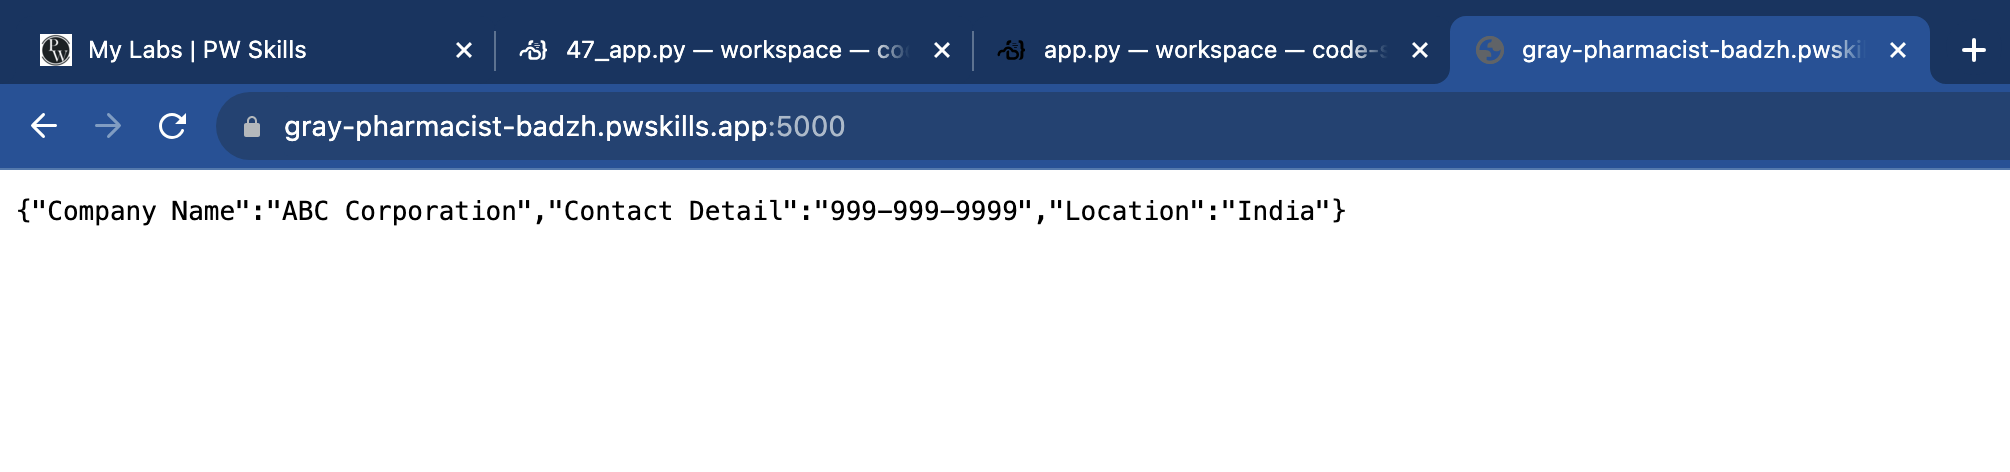 My Labs | PW Skills
47_app.py — workspace — co
app.py — workspace — code-s
gray-pharmacist-badzh.pwski
gray-pharmacist-badzh.pwskills.app:5000
{"Company Name":"ABC Corporation","Contact Detail":"999-999-9999","Location":"India"}